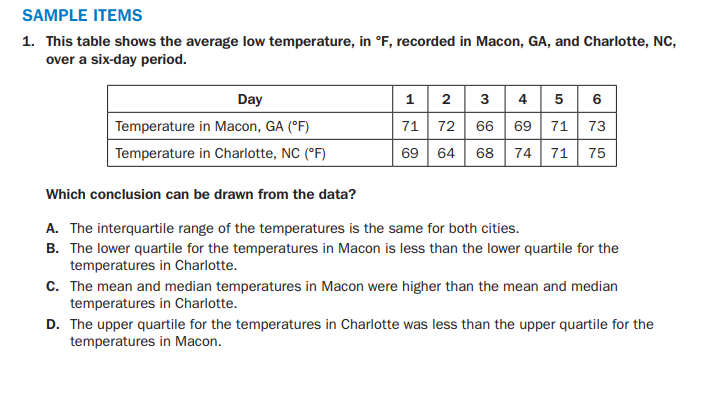 SAMPLE ITEMS
1. This table shows the average low temperature, in °F, recorded in Macon, GA, and Charlotte, NC,
over a six-day period.
Day 1 2 3 4 5 6
Temperature in Macon, GA (°F) 71 72 66 69 71 73
Temperature in Charlotte, NC (°F) 69 64 68 74 71 75
Which conclusion can be drawn from the data?
A. The interquartile range of the temperatures is the same for both cities.
B. The lower quartile for the temperatures in Macon is less than the lower quartile for the
temperatures in Charlotte.
C. The mean and median temperatures in Macon were higher than the mean and median
temperatures in Charlotte.
D. The upper quartile for the temperatures in Charlotte was less than the upper quartile for the
temperatures in Macon.